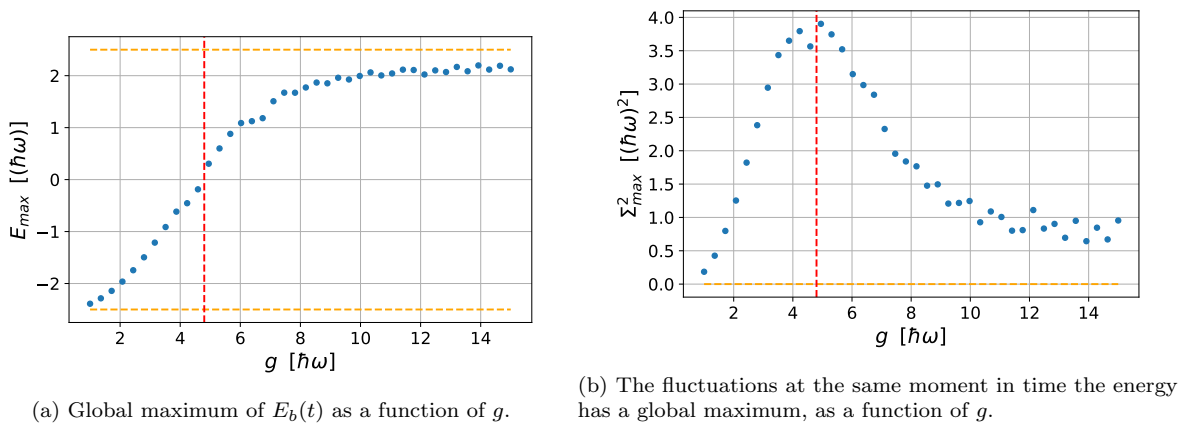 2
1
0
−1
−2
E_max [(ħω)]
2 4 6 8 10 12 14
g [ħω]
(a) Global maximum of E_b(t) as a function of g.
4.0
3.5
3.0
2.5
2.0
1.5
1.0
0.5
0.0
Σ²_max [(ħω)²]
2 4 6 8 10 12 14
g [ħω]
(b) The fluctuations at the same moment in time the energy
has a global maximum, as a function of g.